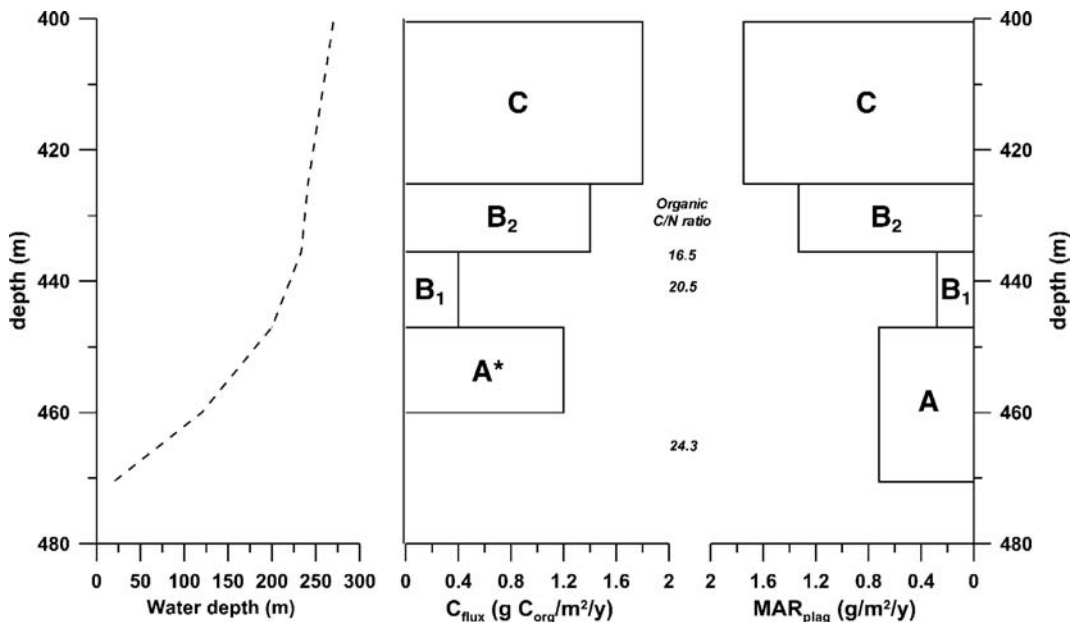 400
420
440
460
480
depth (m)
0 50 100 150 200 250 300
Water depth (m)
C
B2
B1
A*
0 0.4 0.8 1.2 1.6 2
Cflux (g Corg/m²/y)
Organic
C/N ratio
16.5
20.5
24.3
C
B2
B1
A
2 1.6 1.2 0.8 0.4 0
MARplag (g/m²/y)
400
420
440
460
480
depth (m)